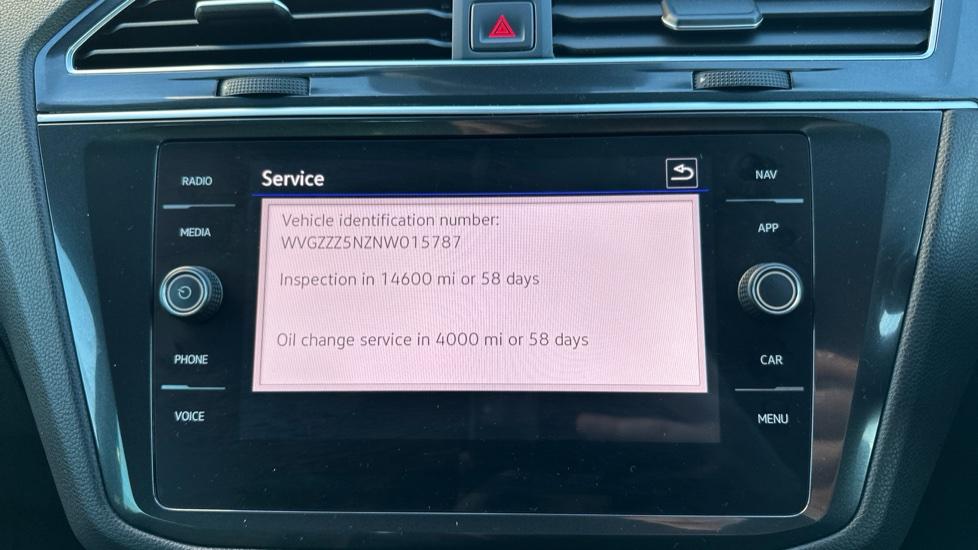 RADIO
MEDIA
PHONE
VOICE
Service
Vehicle identification number:
WVGZZZ5NZNW015787
Inspection in 14600 mi or 58 days
Oil change service in 4000 mi or 58 days
NAV
APP
CAR
MENU